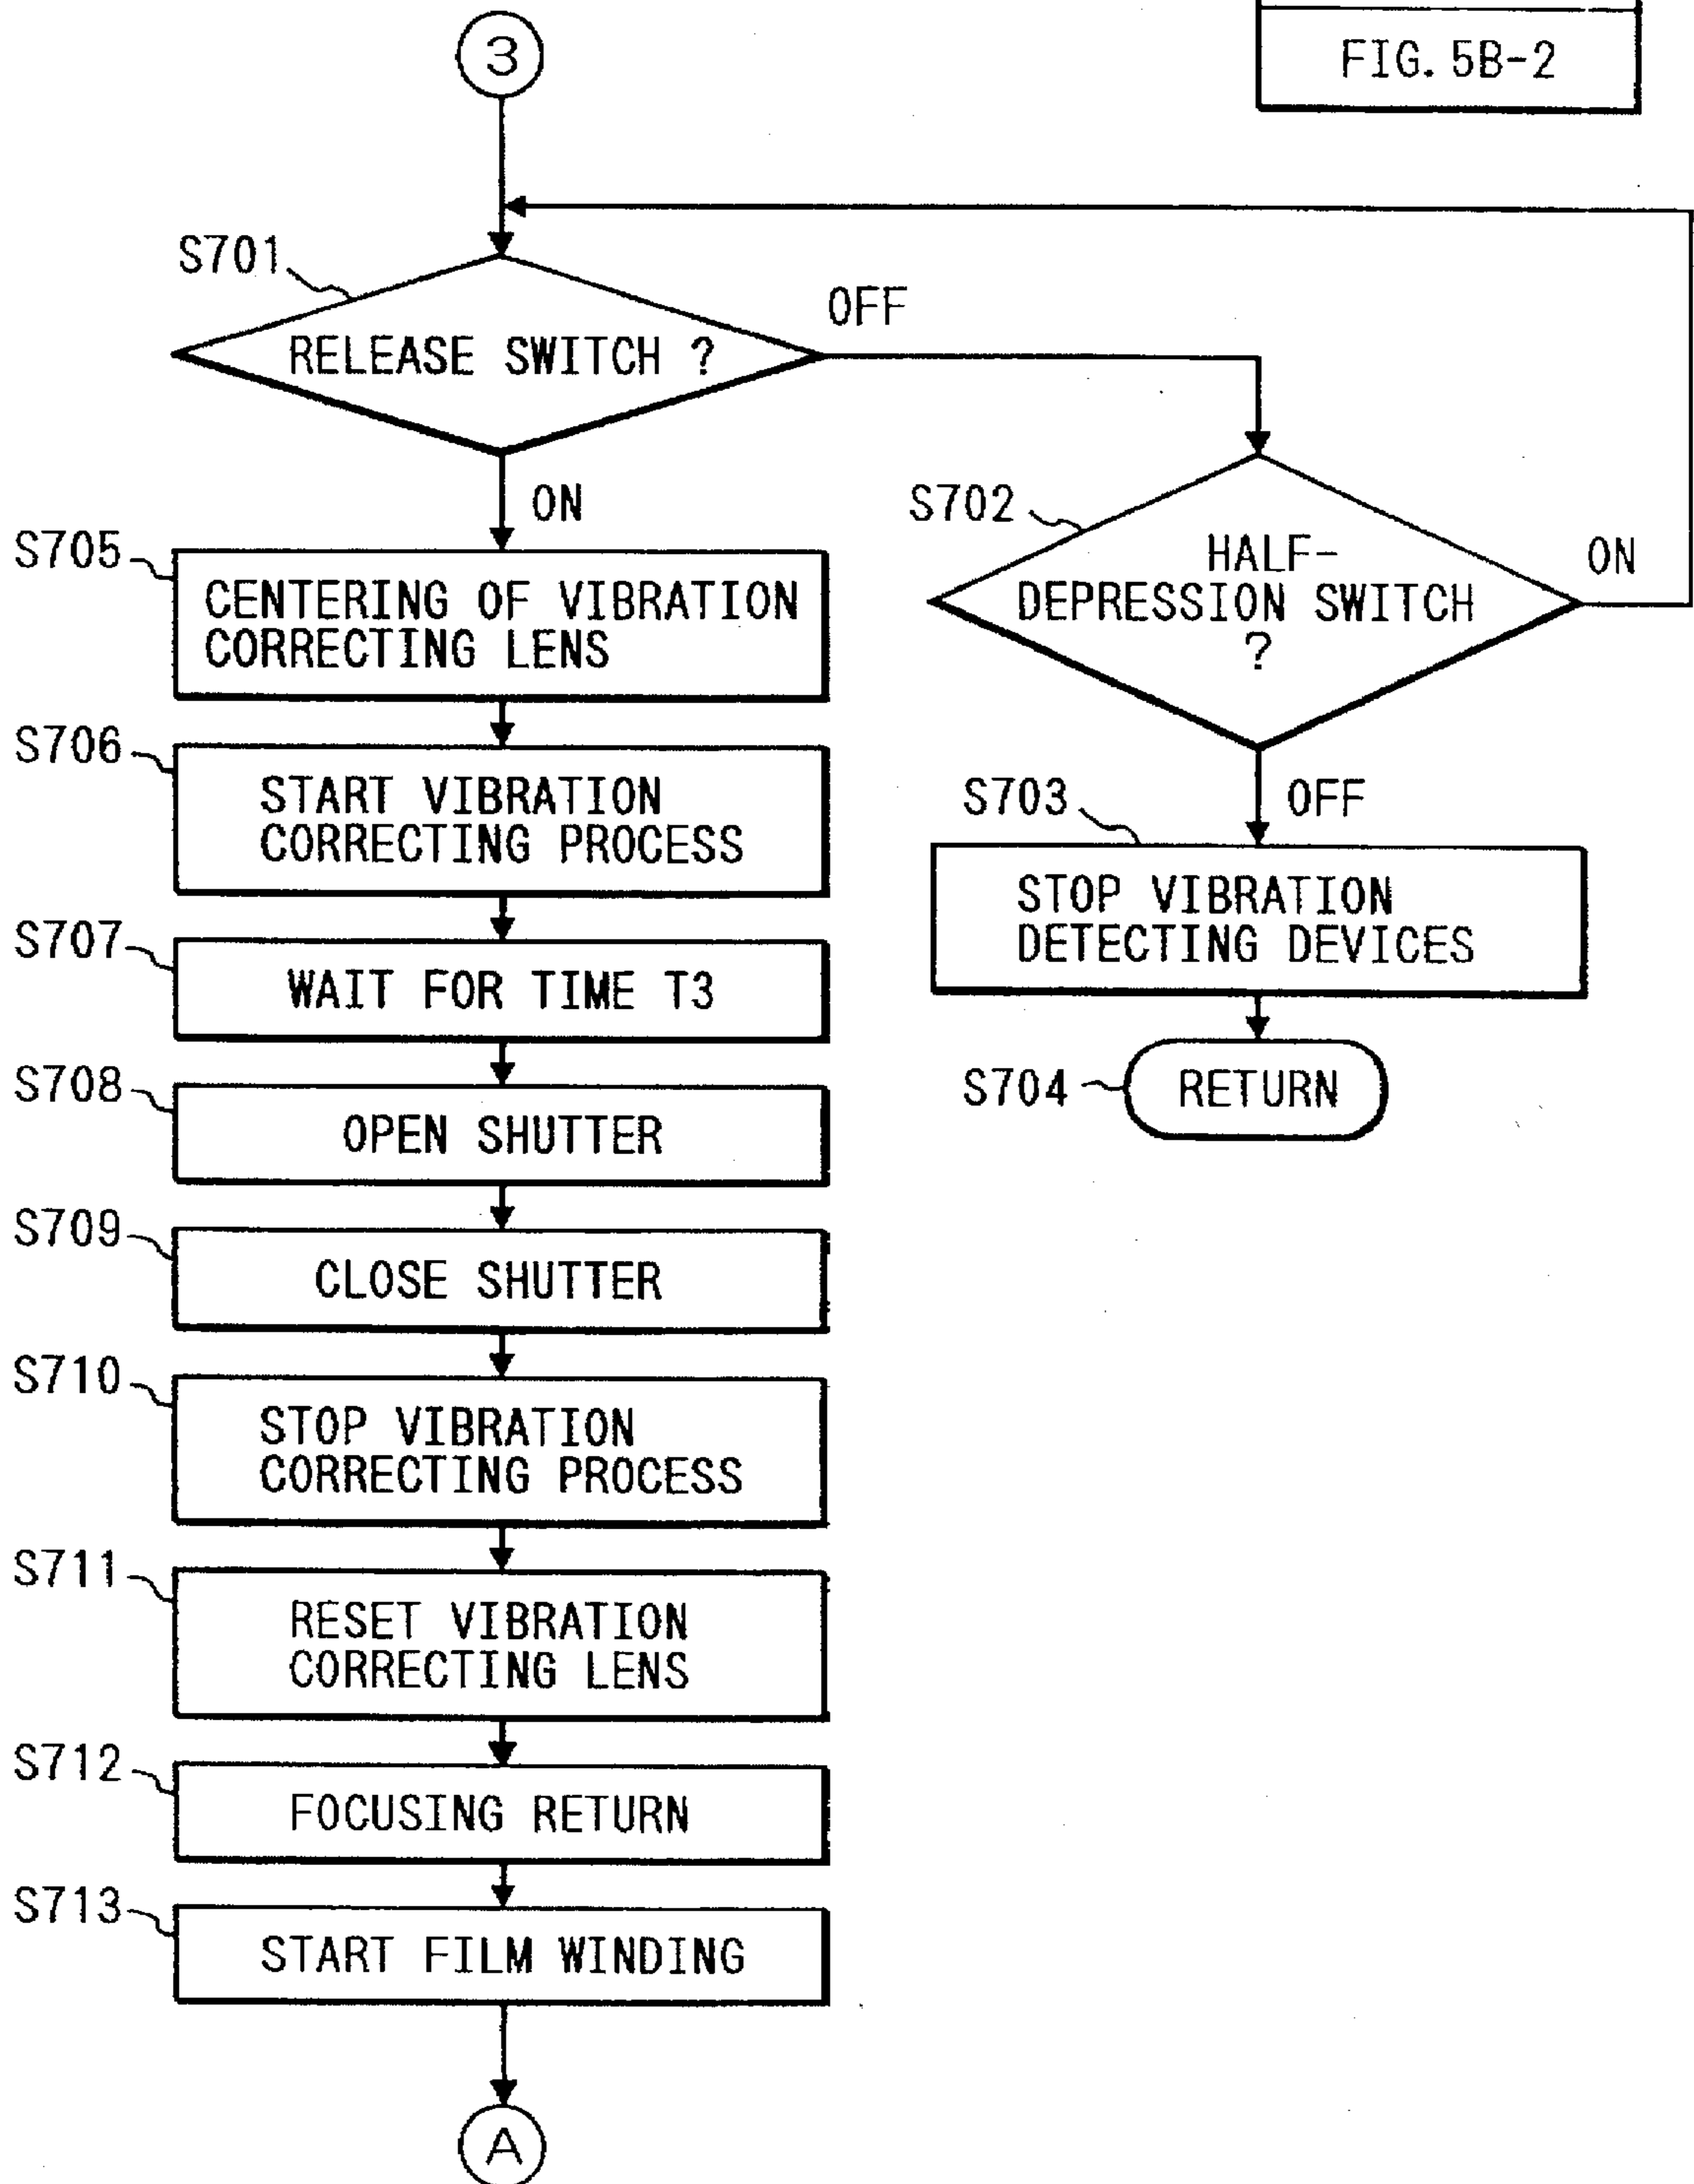 FIG. 5B-2
3
S701
RELEASE SWITCH ?
OFF
ON
S702
HALF-
DEPRESSION SWITCH
?
ON
OFF
S703
STOP VIBRATION
DETECTING DEVICES
S704
RETURN
S705
CENTERING OF VIBRATION
CORRECTING LENS
S706
START VIBRATION
CORRECTING PROCESS
S707
WAIT FOR TIME T3
S708
OPEN SHUTTER
S709
CLOSE SHUTTER
S710
STOP VIBRATION
CORRECTING PROCESS
S711
RESET VIBRATION
CORRECTING LENS
S712
FOCUSING RETURN
S713
START FILM WINDING
A